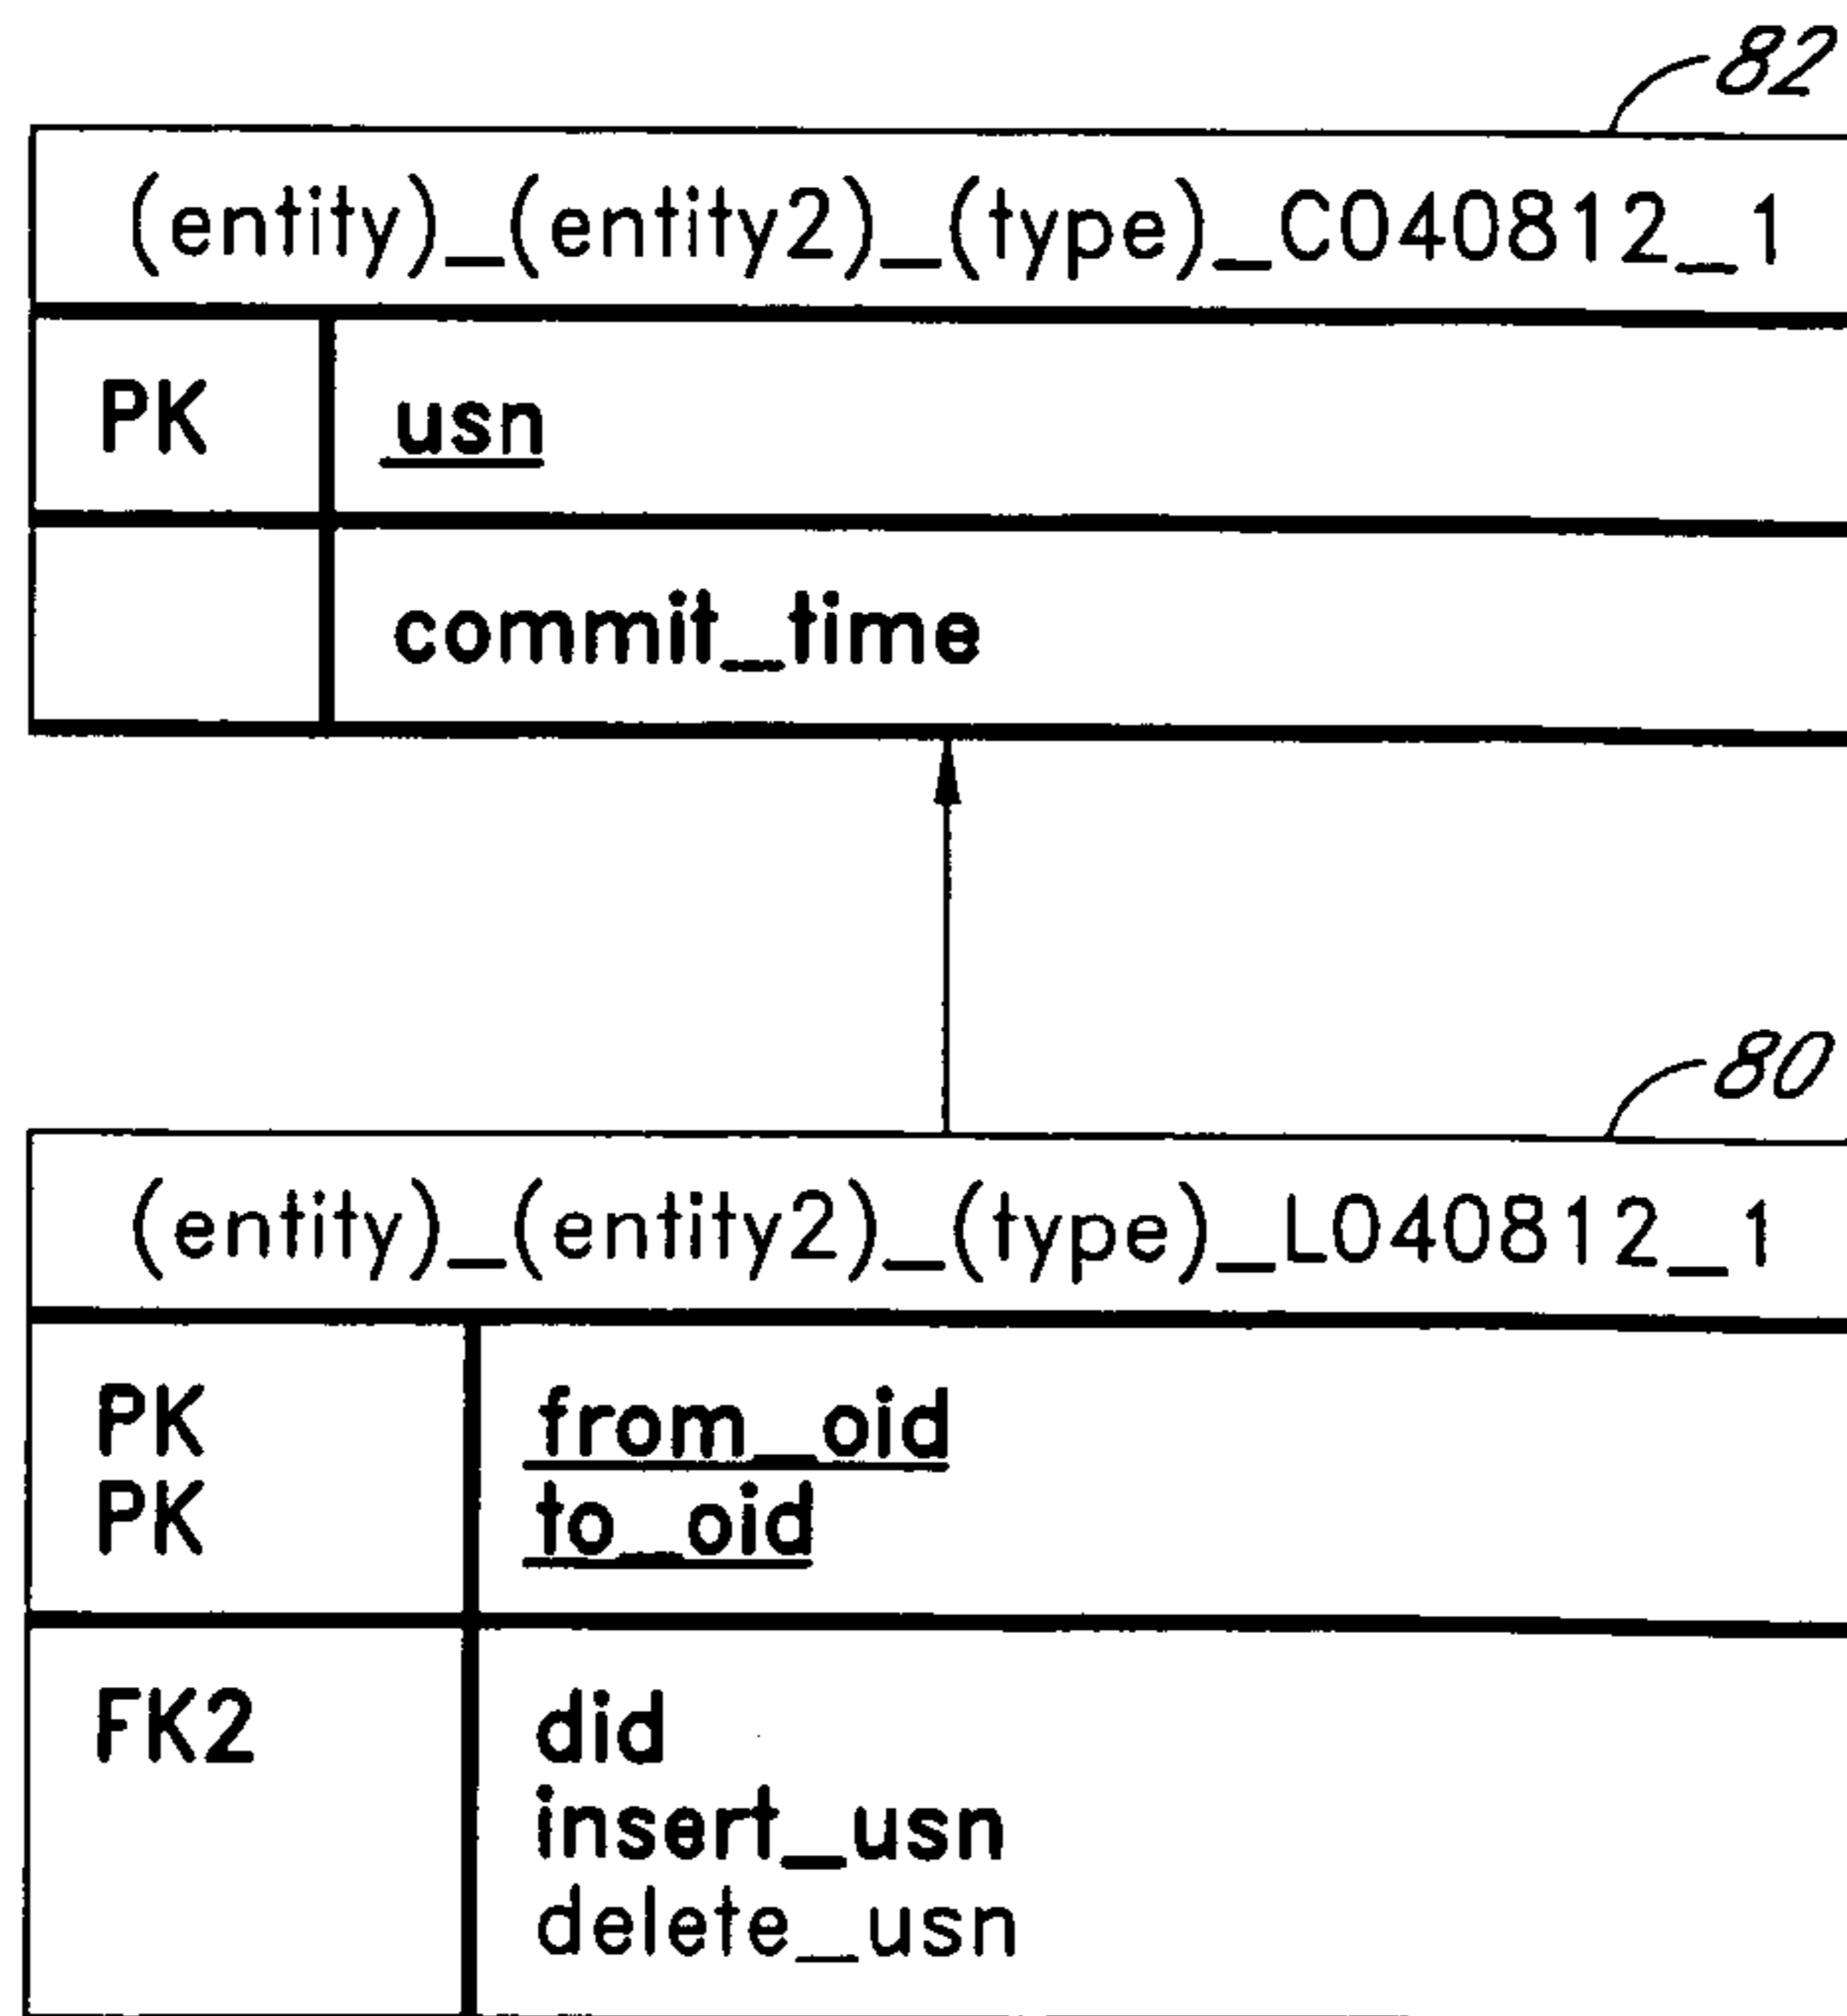 82
(entity)_(entity2)_(type)_C040812_1
PK usn
commit_time
80
(entity)_(entity2)_(type)_L040812_1
PK from_oid
PK to_oid
FK2 did
insert_usn
delete_usn